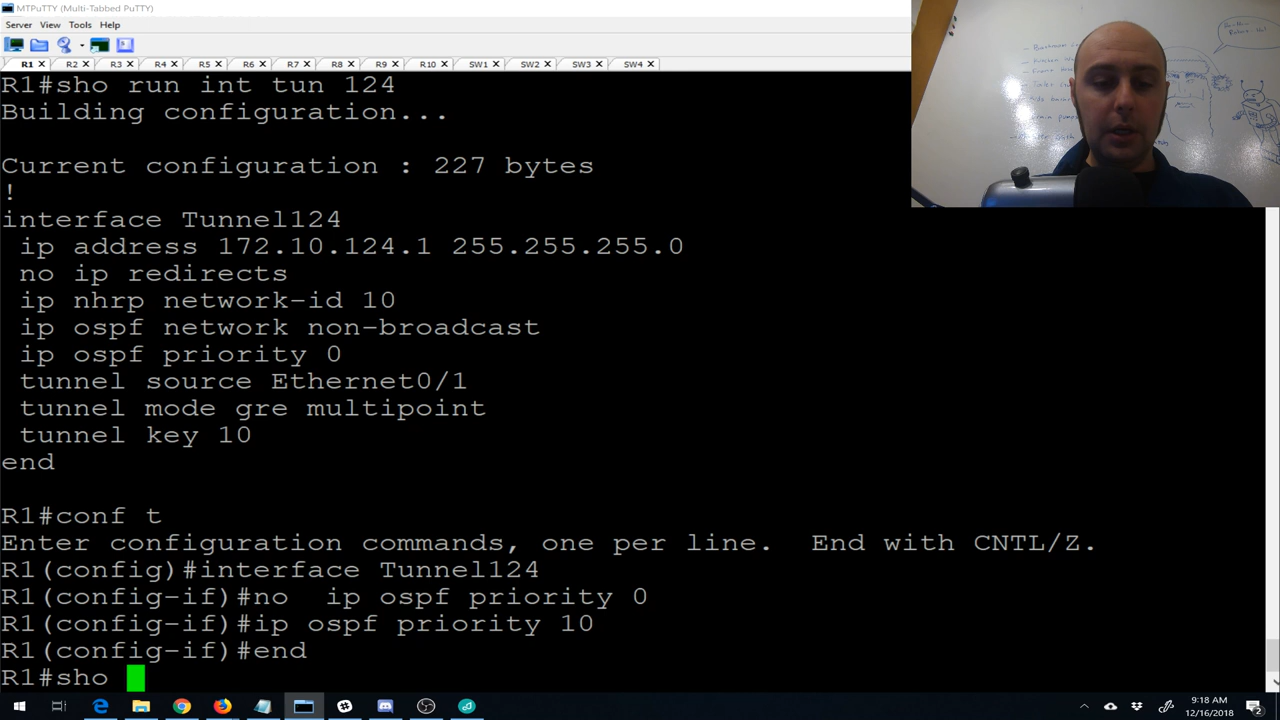 MTPuTTY (Multi-Tabbed PuTTY)
Server View Tools Help
R1 R2 R3 R4 R5 R6 R7 R8 R9 R10 SW1 SW2 SW3 SW4
R1#sho run int tun 124
Building configuration...
Current configuration : 227 bytes
!
interface Tunnel124
ip address 172.10.124.1 255.255.255.0
no ip redirects
ip nhrp network-id 10
ip ospf network non-broadcast
ip ospf priority 0
tunnel source Ethernet0/1
tunnel mode gre multipoint
tunnel key 10
end
R1#conf t
Enter configuration commands, one per line.  End with CNTL/Z.
R1(config)#interface Tunnel124
R1(config-if)#no  ip ospf priority 0
R1(config-if)#ip ospf priority 10
R1(config-if)#end
R1#sho
9:18 AM
12/16/2018
2